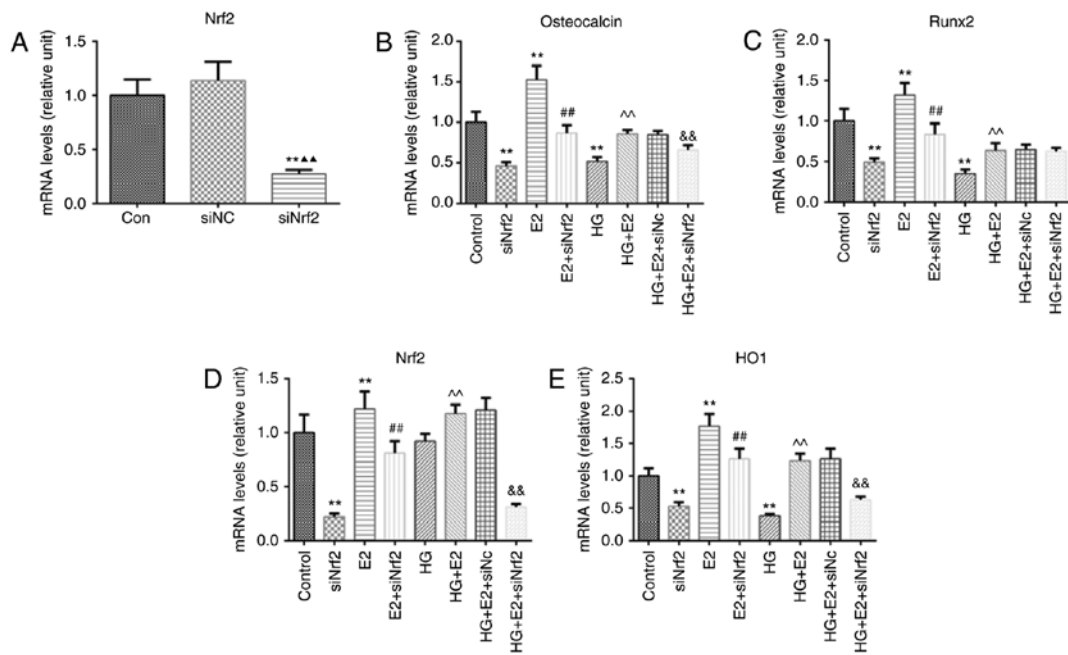 A
Nrf2
mRNA levels (relative unit)
1.5
1.0
0.5
0.0
**▲▲
Con
siNC
siNrf2
B
Osteocalcin
mRNA levels (relative unit)
2.0
1.5
1.0
0.5
0.0
**
**
##
**
^^
&&
Control
siNrf2
E2
E2+siNrf2
HG
HG+E2
HG+E2+siNc
HG+E2+siNrf2
C
Runx2
mRNA levels (relative unit)
2.0
1.5
1.0
0.5
0.0
**
**
##
**
^^
Control
siNrf2
E2
E2+siNrf2
HG
HG+E2
HG+E2+siNc
HG+E2+siNrf2
D
Nrf2
mRNA levels (relative unit)
1.5
1.0
0.5
0.0
**
**
##
^^
&&
Control
siNrf2
E2
E2+siNrf2
HG
HG+E2
HG+E2+siNc
HG+E2+siNrf2
E
HO1
mRNA levels (relative unit)
2.5
2.0
1.5
1.0
0.5
0.0
**
**
##
**
^^
&&
Control
siNrf2
E2
E2+siNrf2
HG
HG+E2
HG+E2+siNc
HG+E2+siNrf2